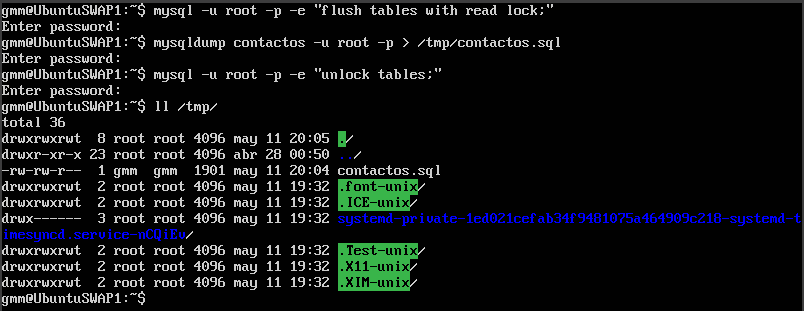 gmm@UbuntuSWAP1:~$ mysql -u root -p -e "flush tables with read lock;"
Enter password:
gmm@UbuntuSWAP1:~$ mysqldump contactos -u root -p > /tmp/contactos.sql
Enter password:
gmm@UbuntuSWAP1:~$ mysql -u root -p -e "unlock tables;"
Enter password:
gmm@UbuntuSWAP1:~$ ll /tmp/
total 36
drwxrwxrwt  8 root root 4096 may 11 20:05 ./
drwxr-xr-x 23 root root 4096 abr 28 00:50 ../
-rw-rw-r--  1 gmm  gmm  1901 may 11 20:04 contactos.sql
drwxrwxrwt  2 root root 4096 may 11 19:32 .font-unix/
drwxrwxrwt  2 root root 4096 may 11 19:32 .ICE-unix/
drwx------  3 root root 4096 may 11 19:32 systemd-private-1ed021cefab34f9481075a464909c218-systemd-t
imesyncd.service-nCQiEv/
drwxrwxrwt  2 root root 4096 may 11 19:32 .Test-unix/
drwxrwxrwt  2 root root 4096 may 11 19:32 .X11-unix/
drwxrwxrwt  2 root root 4096 may 11 19:32 .XIM-unix/
gmm@UbuntuSWAP1:~$